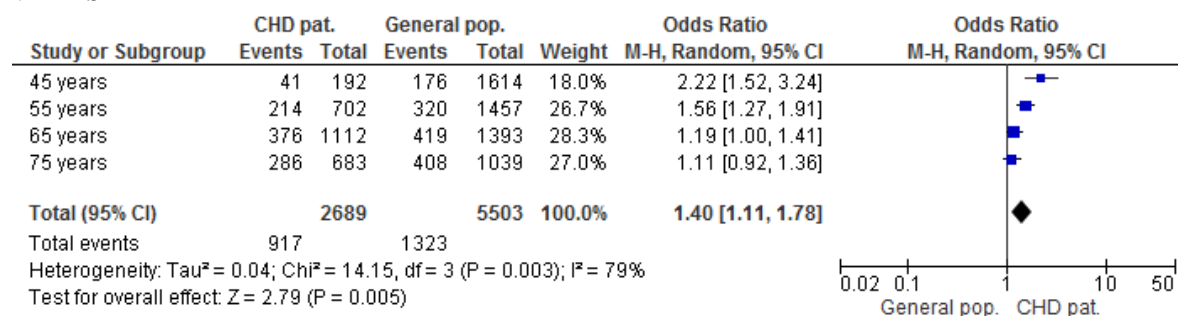 CHD pat. General pop. Odds Ratio Odds Ratio
Study or Subgroup Events Total Events Total Weight M-H, Random, 95% CI M-H, Random, 95% CI
45 years 41 192 176 1614 18.0% 2.22 [1.52, 3.24]
55 years 214 702 320 1457 26.7% 1.56 [1.27, 1.91]
65 years 376 1112 419 1393 28.3% 1.19 [1.00, 1.41]
75 years 286 683 408 1039 27.0% 1.11 [0.92, 1.36]
Total (95% CI) 2689 5503 100.0% 1.40 [1.11, 1.78]
Total events 917 1323
Heterogeneity: Tau² = 0.04; Chi² = 14.15, df = 3 (P = 0.003); I² = 79%
Test for overall effect: Z = 2.79 (P = 0.005)
0.02 0.1 1 10 50
General pop. CHD pat.